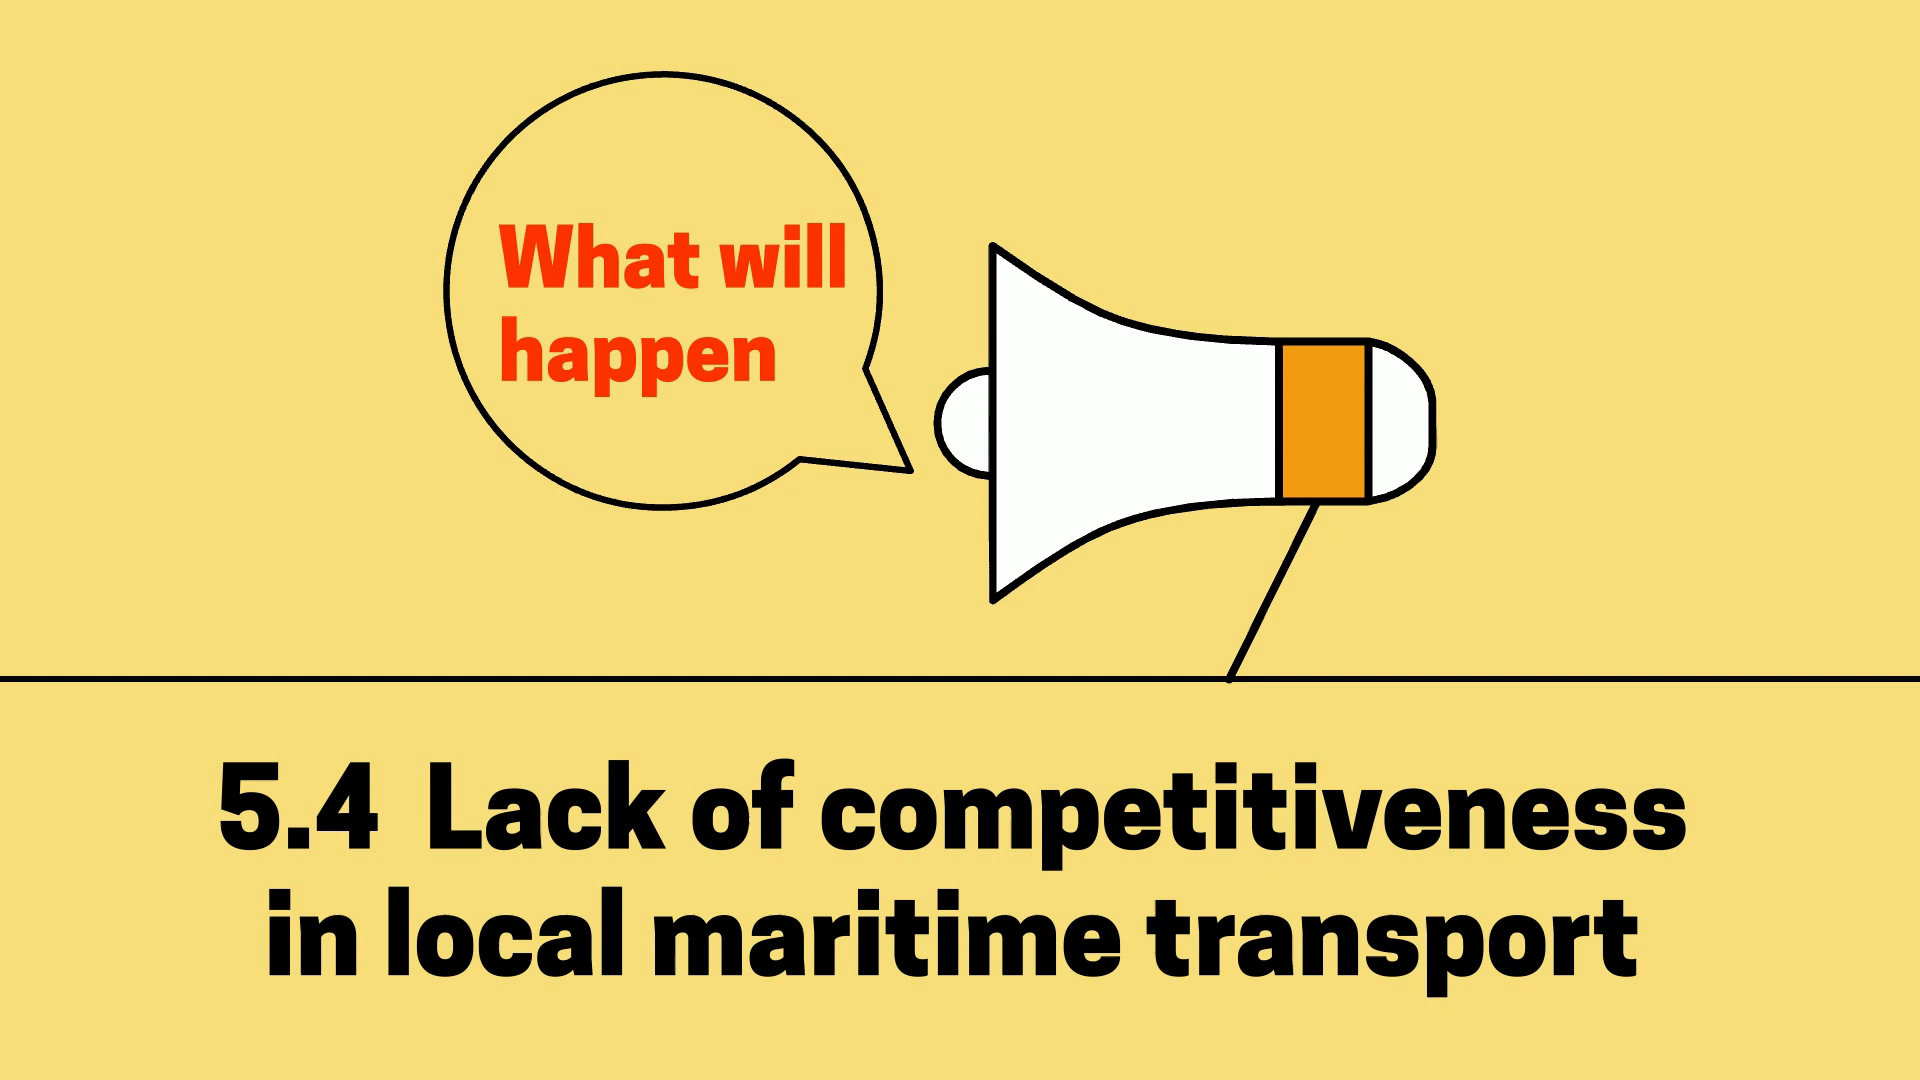 What will
happen
5.4 Lack of competitiveness
in local maritime transport